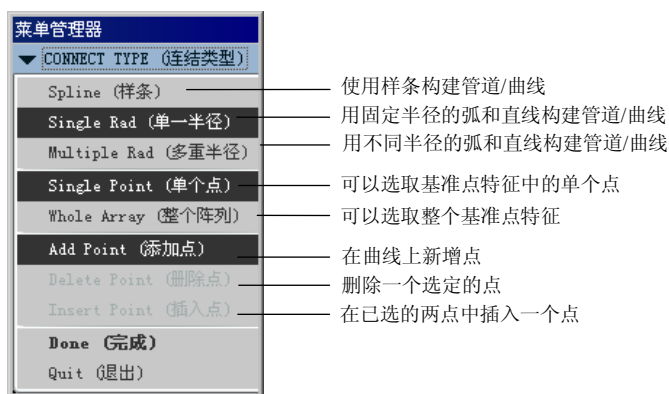 菜单管理器
CONNECT TYPE (连结类型)
Spline (样条)
使用样条构建管道/曲线
Single Rad (单一半径)
用固定半径的弧和直线构建管道/曲线
Multiple Rad (多重半径)
用不同半径的弧和直线构建管道/曲线
Single Point (单个点)
可以选取基准点特征中的单个点
Whole Array (整个阵列)
可以选取整个基准点特征
Add Point (添加点)
在曲线上新增点
Delete Point (删除点)
删除一个选定的点
Insert Point (插入点)
在已选的两点中插入一个点
Done (完成)
Quit (退出)